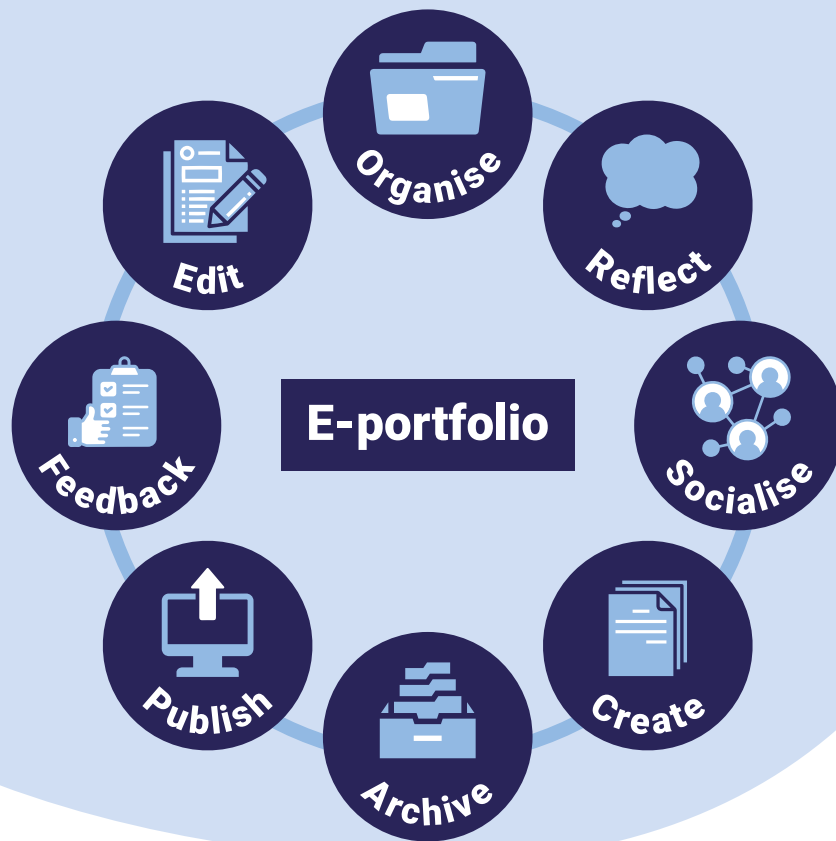 Organise
Reflect
Socialise
Create
Archive
Publish
Feedback
Edit
E-portfolio